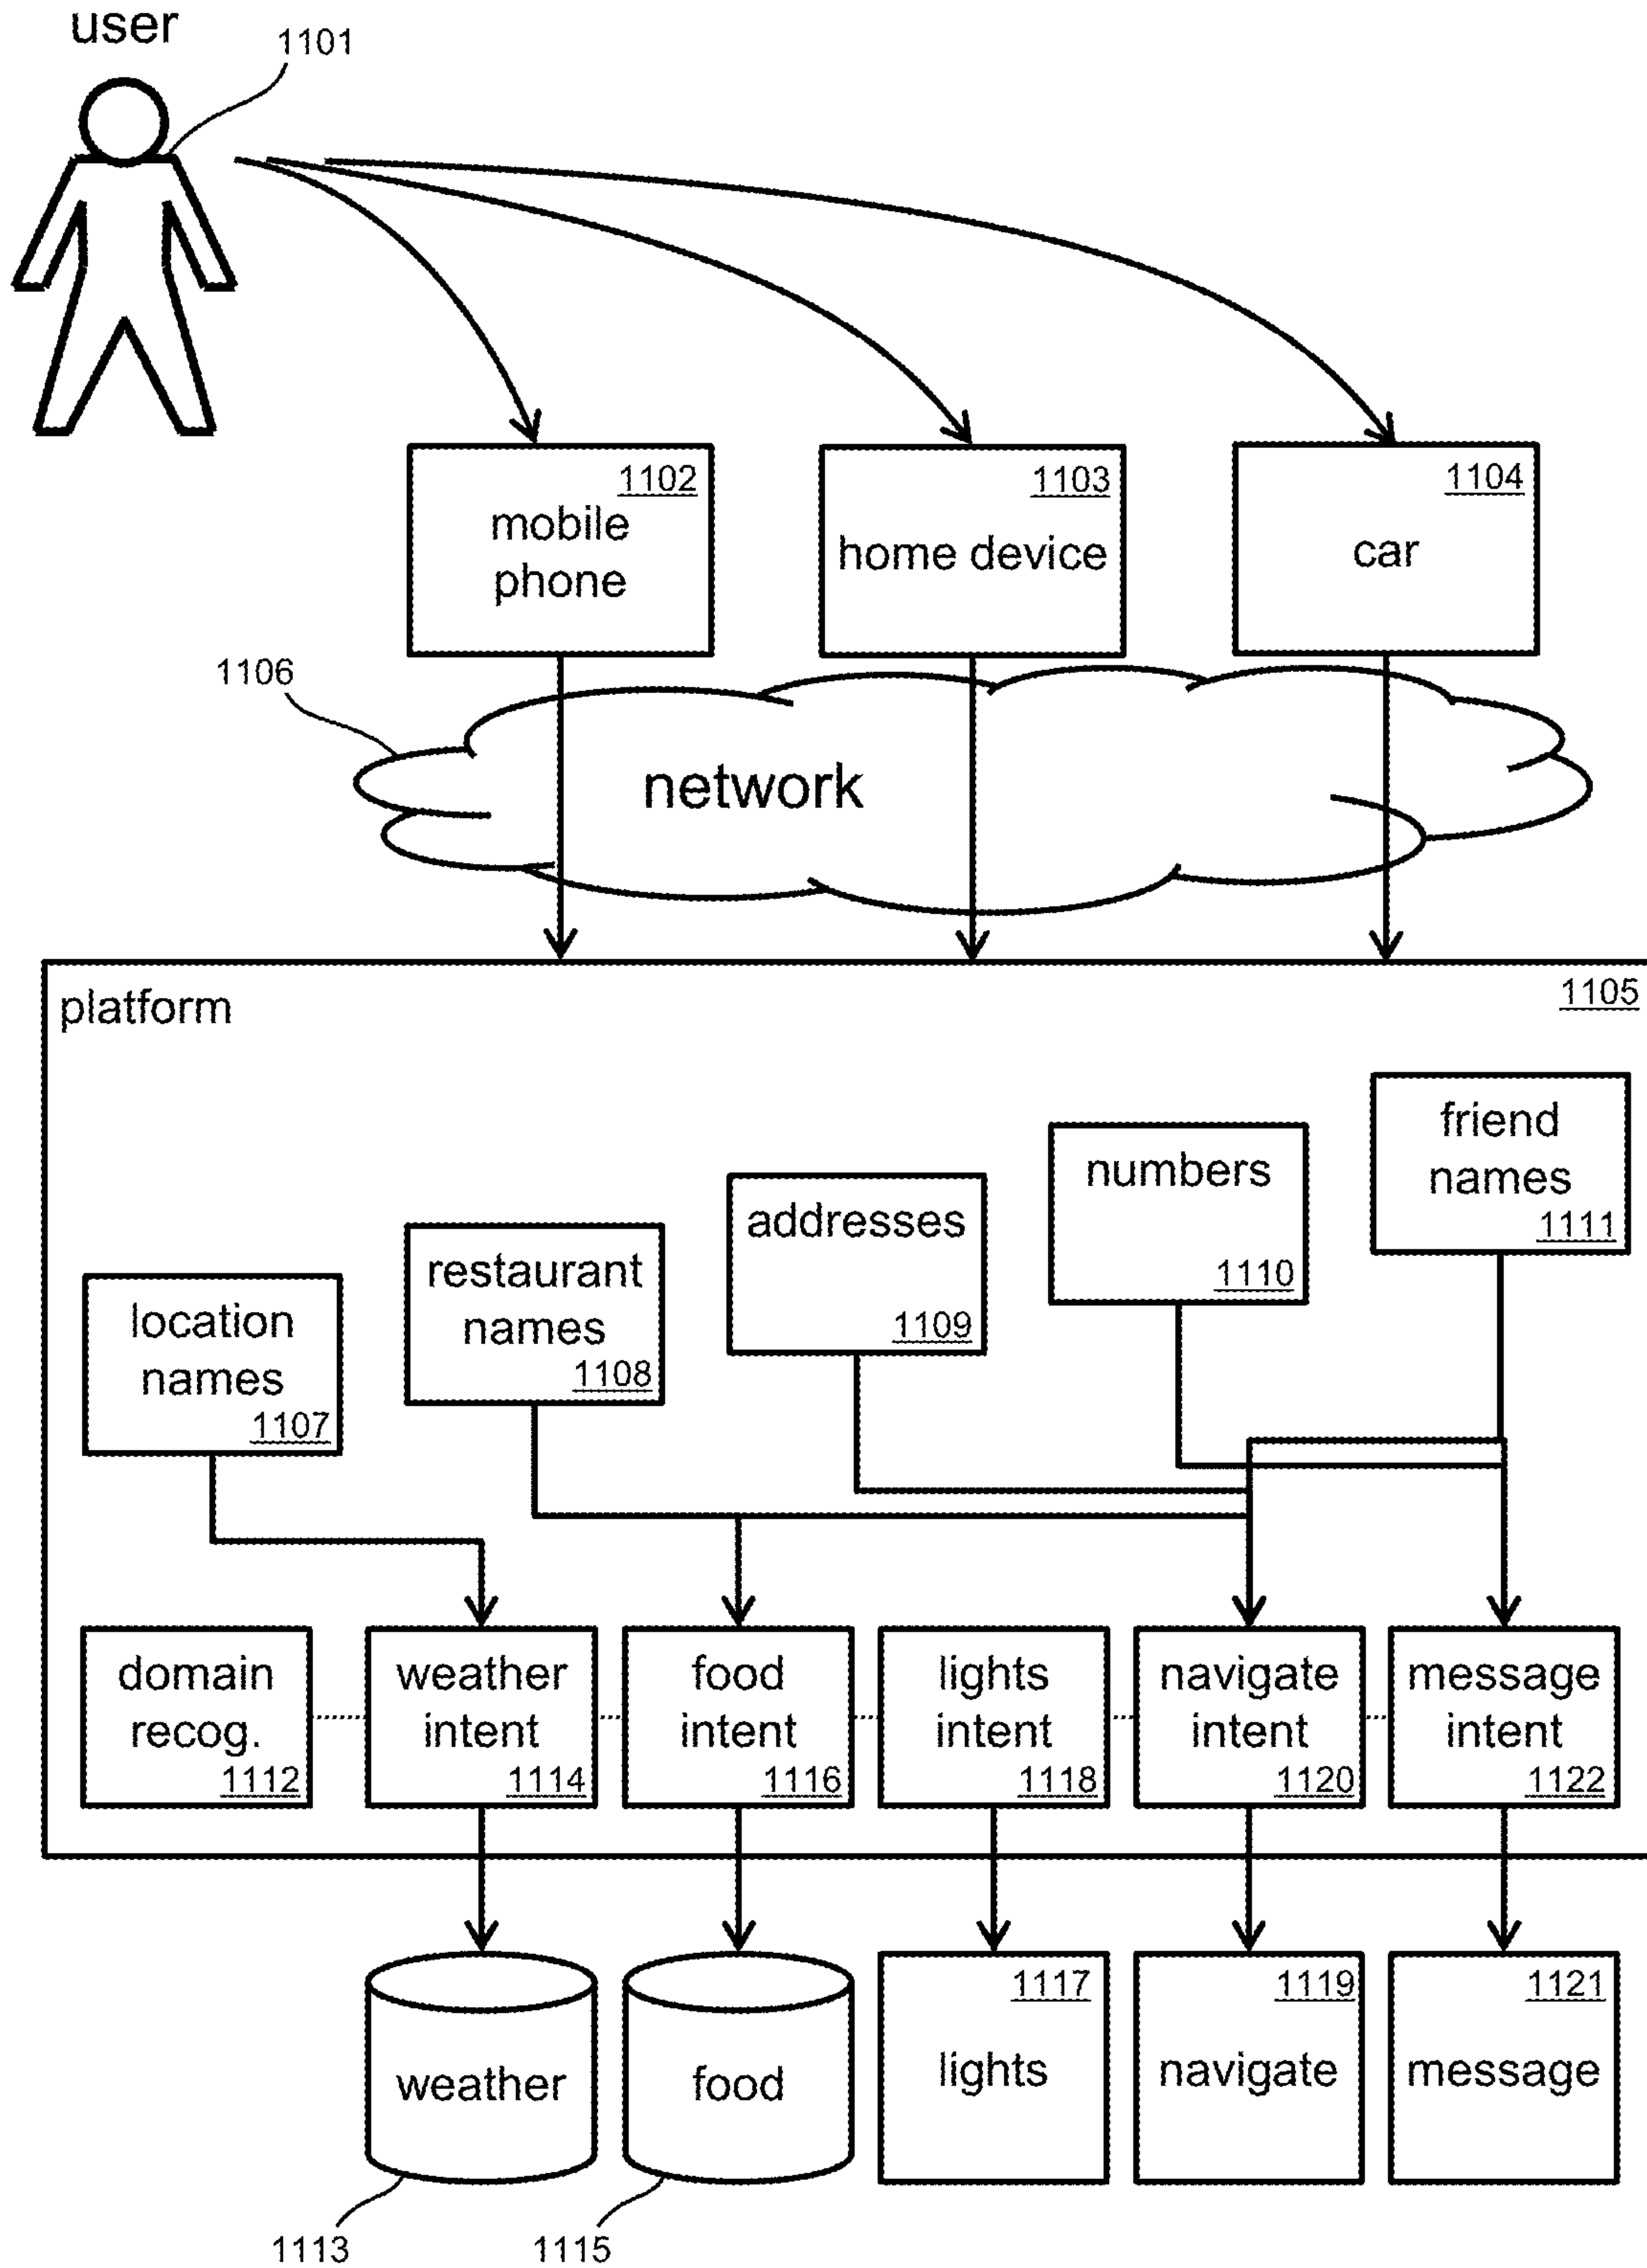 user
1101
1102
mobile
phone
1103
home device
1104
car
1106
network
platform
1105
friend
names
1111
numbers
1110
addresses
1109
restaurant
names
1108
location
names
1107
domain
recog.
1112
weather
intent
1114
food
intent
1116
lights
intent
1118
navigate
intent
1120
message
intent
1122
weather
1113
food
1115
1117
lights
1119
navigate
1121
message